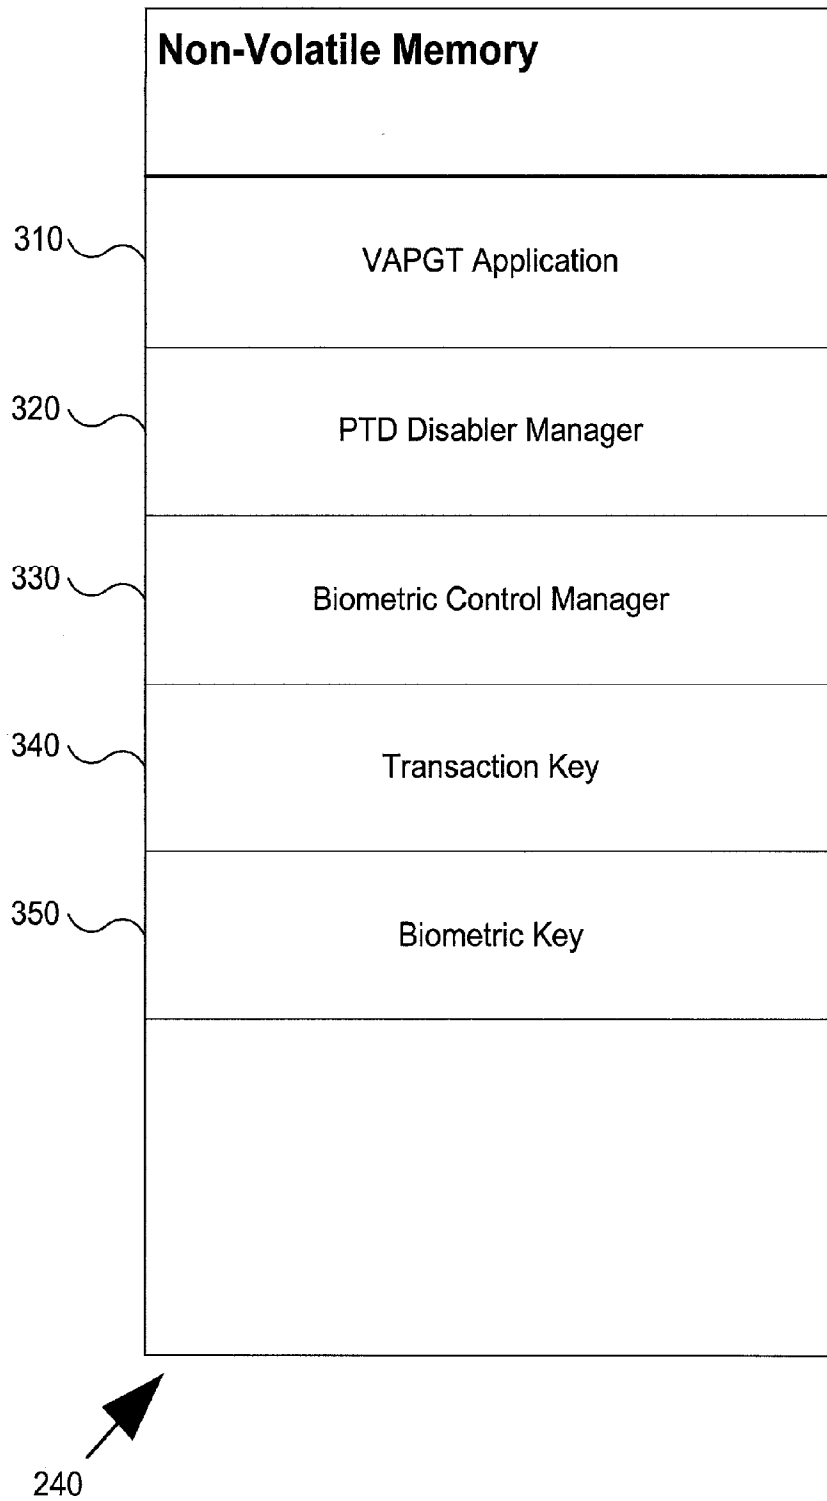 Non-Volatile Memory
310
VAPGT Application
320
PTD Disabler Manager
330
Biometric Control Manager
340
Transaction Key
350
Biometric Key
240